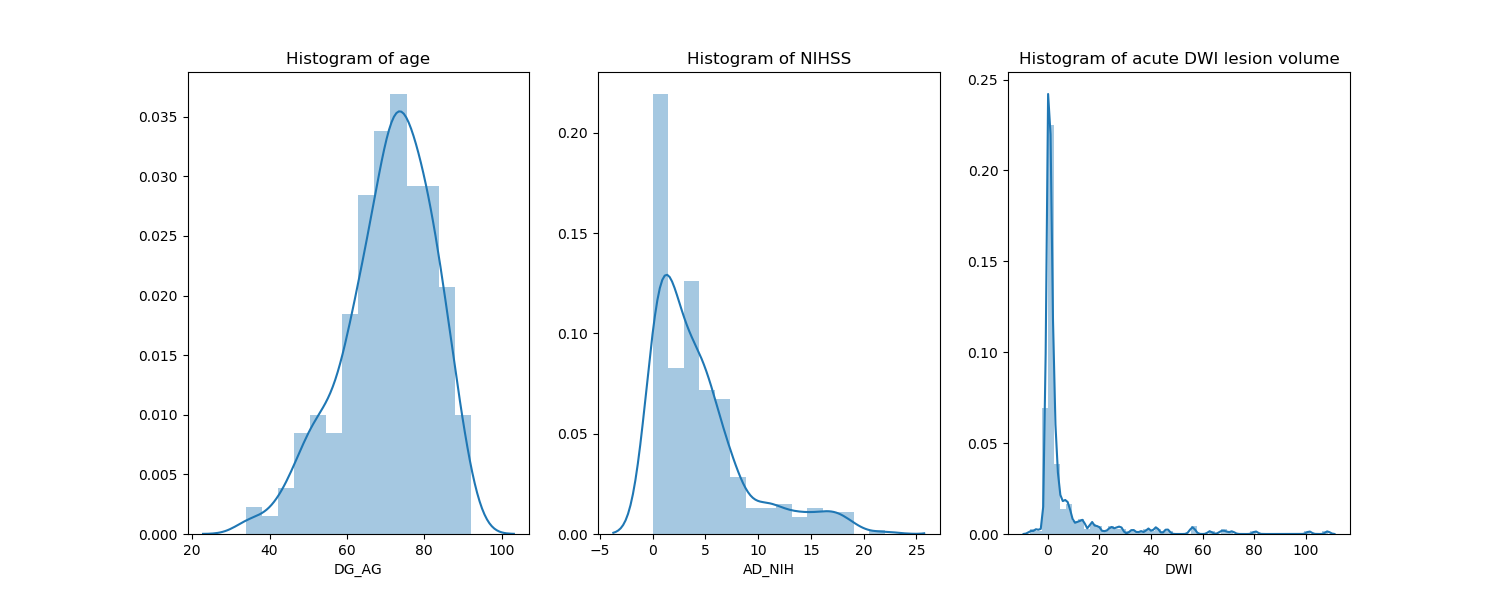 Histogram of age
0.035
0.030
0.025
0.020
0.015
0.010
0.005
0.000
20 40 60 80 100
DG_AG
Histogram of NIHSS
0.20
0.15
0.10
0.05
0.00
−5 0 5 10 15 20 25
AD_NIH
Histogram of acute DWI lesion volume
0.25
0.20
0.15
0.10
0.05
0.00
0 20 40 60 80 100
DWI